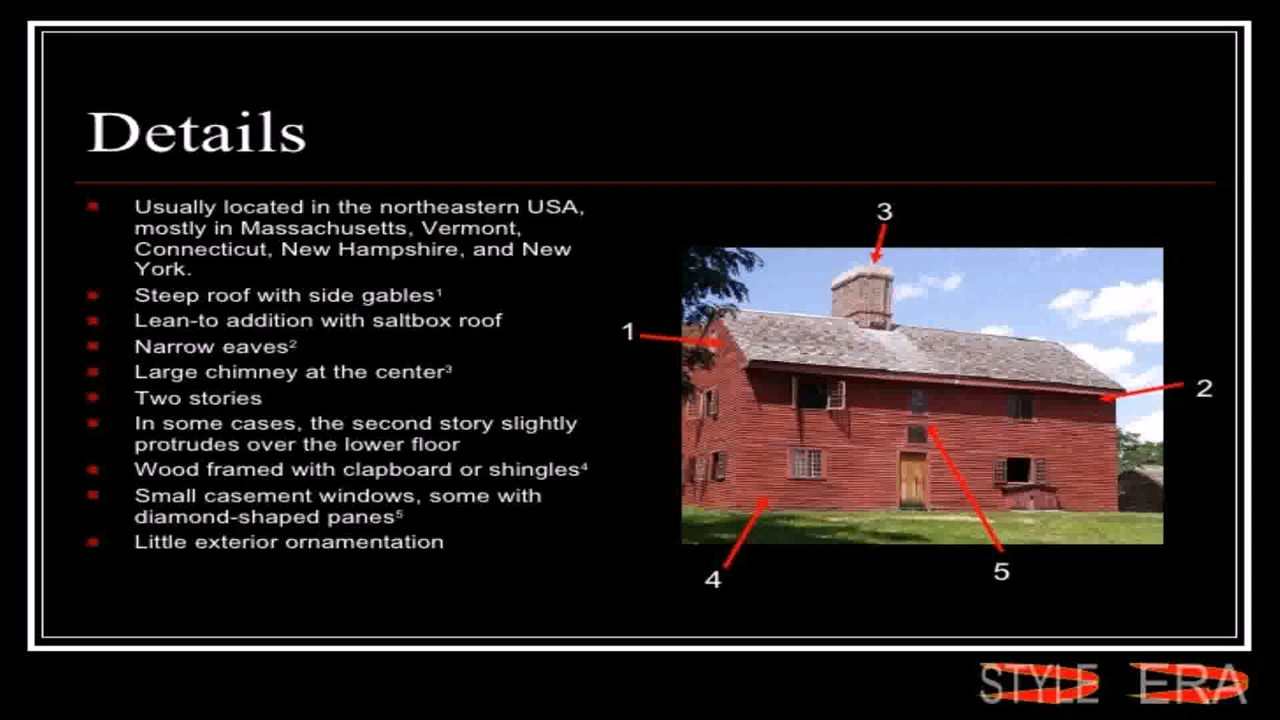 Details
Usually located in the northeastern USA,
mostly in Massachusetts, Vermont,
Connecticut, New Hampshire, and New
York.
Steep roof with side gables¹
Lean-to addition with saltbox roof
Narrow eaves²
Large chimney at the center³
Two stories
In some cases, the second story slightly
protrudes over the lower floor
Wood framed with clapboard or shingles⁴
Small casement windows, some with
diamond-shaped panes⁵
Little exterior ornamentation
3
1
2
4
5
STYLE ERA